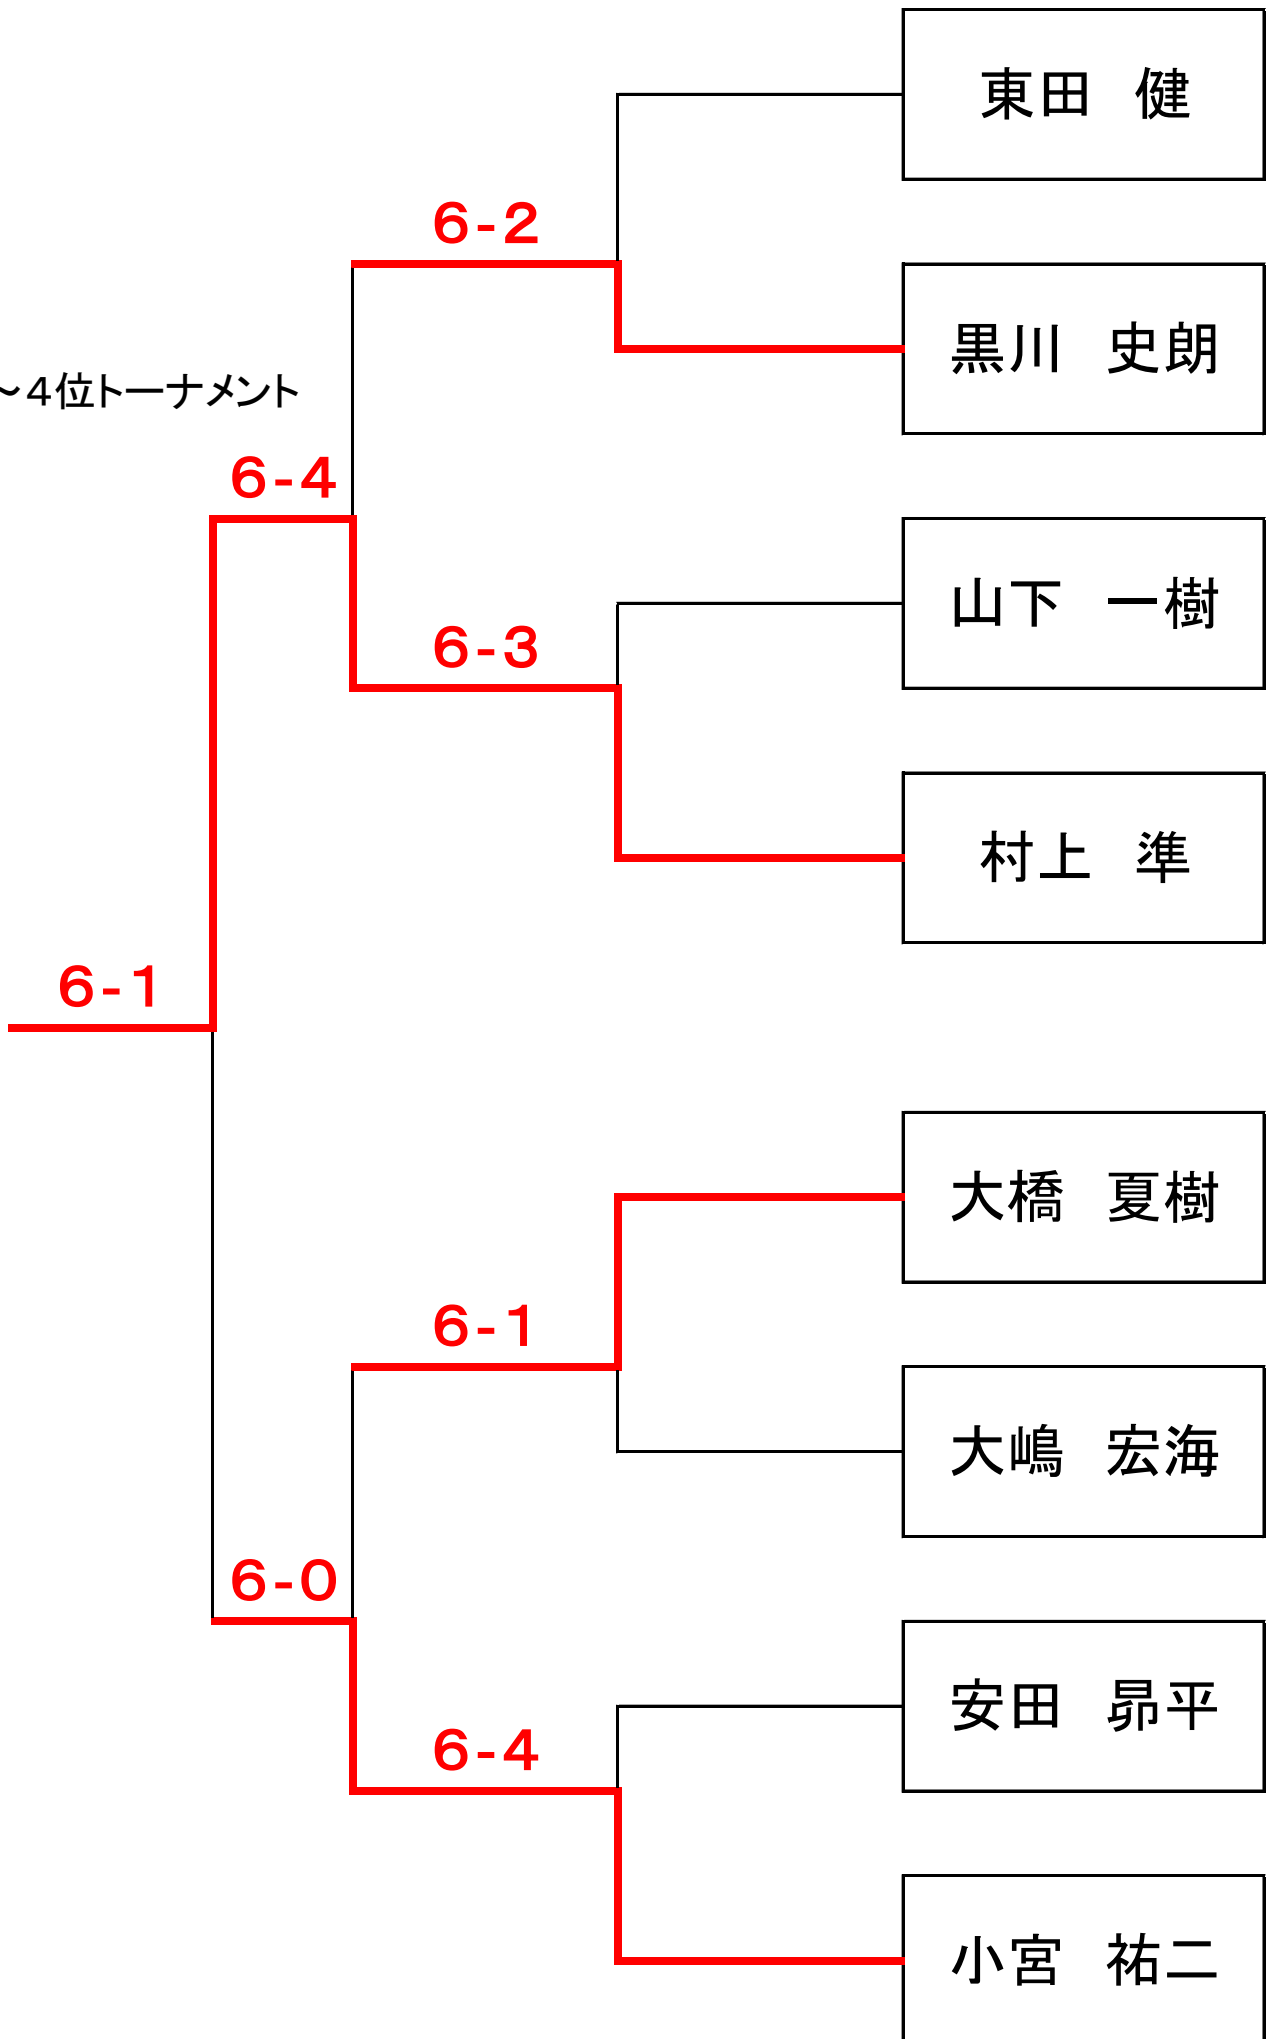 東田 健
6-2
黒川 史朗
～4位トーナメント
6-4
山下 一樹
6-3
村上 準
6-1
大橋 夏樹
6-1
大嶋 宏海
6-0
安田 昴平
6-4
小宮 祐二